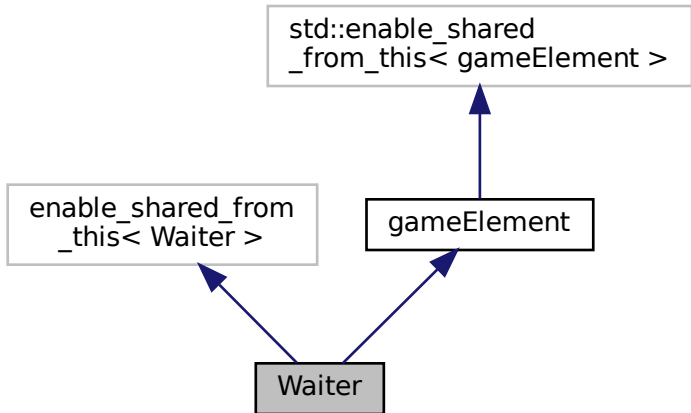 std::enable_shared
_from_this< gameElement >
enable_shared_from
_this< Waiter >
gameElement
Waiter